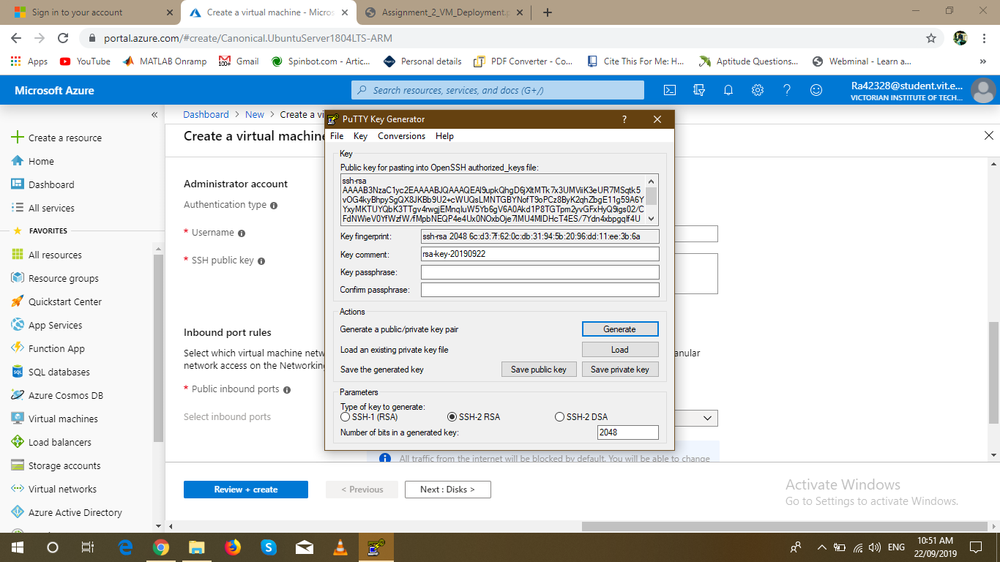 Sign in to your account
Create a virtual machine - Micros
Assignment_2_VM_Deployment.p
portal.azure.com/#create/Canonical.UbuntuServer1804LTS-ARM
Apps
YouTube
MATLAB Onramp
100+
Gmail
Spinbot.com - Artic...
Personal details
PDF Converter - Co...
Cite This For Me: H...
Aptitude Questions...
Webminal - Learn a...
»
Microsoft Azure
Search resources, services, and docs (G+/)
Ra42328@student.vit.e...
VICTORIAN INSTITUTE OF TECH...
«
Create a resource
Home
Dashboard
All services
FAVORITES
All resources
Resource groups
Quickstart Center
App Services
Function App
SQL databases
Azure Cosmos DB
Virtual machines
Load balancers
Storage accounts
Virtual networks
Azure Active Directory
Dashboard > New > Create a vi
Create a virtual machine
Administrator account
Authentication type
* Username
* SSH public key
Inbound port rules
Select which virtual machine netw
anular
network access on the Networking
* Public inbound ports
Select inbound ports
All traffic from the internet will be blocked by default. You will be able to change
Review + create
< Previous
Next : Disks >
PuTTY Key Generator
?
File Key Conversions Help
Key
Public key for pasting into OpenSSH authorized_keys file:
ssh-rsa
Key fingerprint:
ssh-rsa 2048 6c:d3:7f:62:0c:db:31:94:5b:20:96:dd:11:ee:3b:6a
Key comment:
rsa-key-20190922
Key passphrase:
Confirm passphrase:
Actions
Generate a public/private key pair
Generate
Load an existing private key file
Load
Save the generated key
Save public key
Save private key
Parameters
Type of key to generate:
SSH-1 (RSA)
SSH-2 RSA
SSH-2 DSA
Number of bits in a generated key:
2048
Activate Windows
Go to Settings to activate Windows.
ENG
10:51 AM
22/09/2019